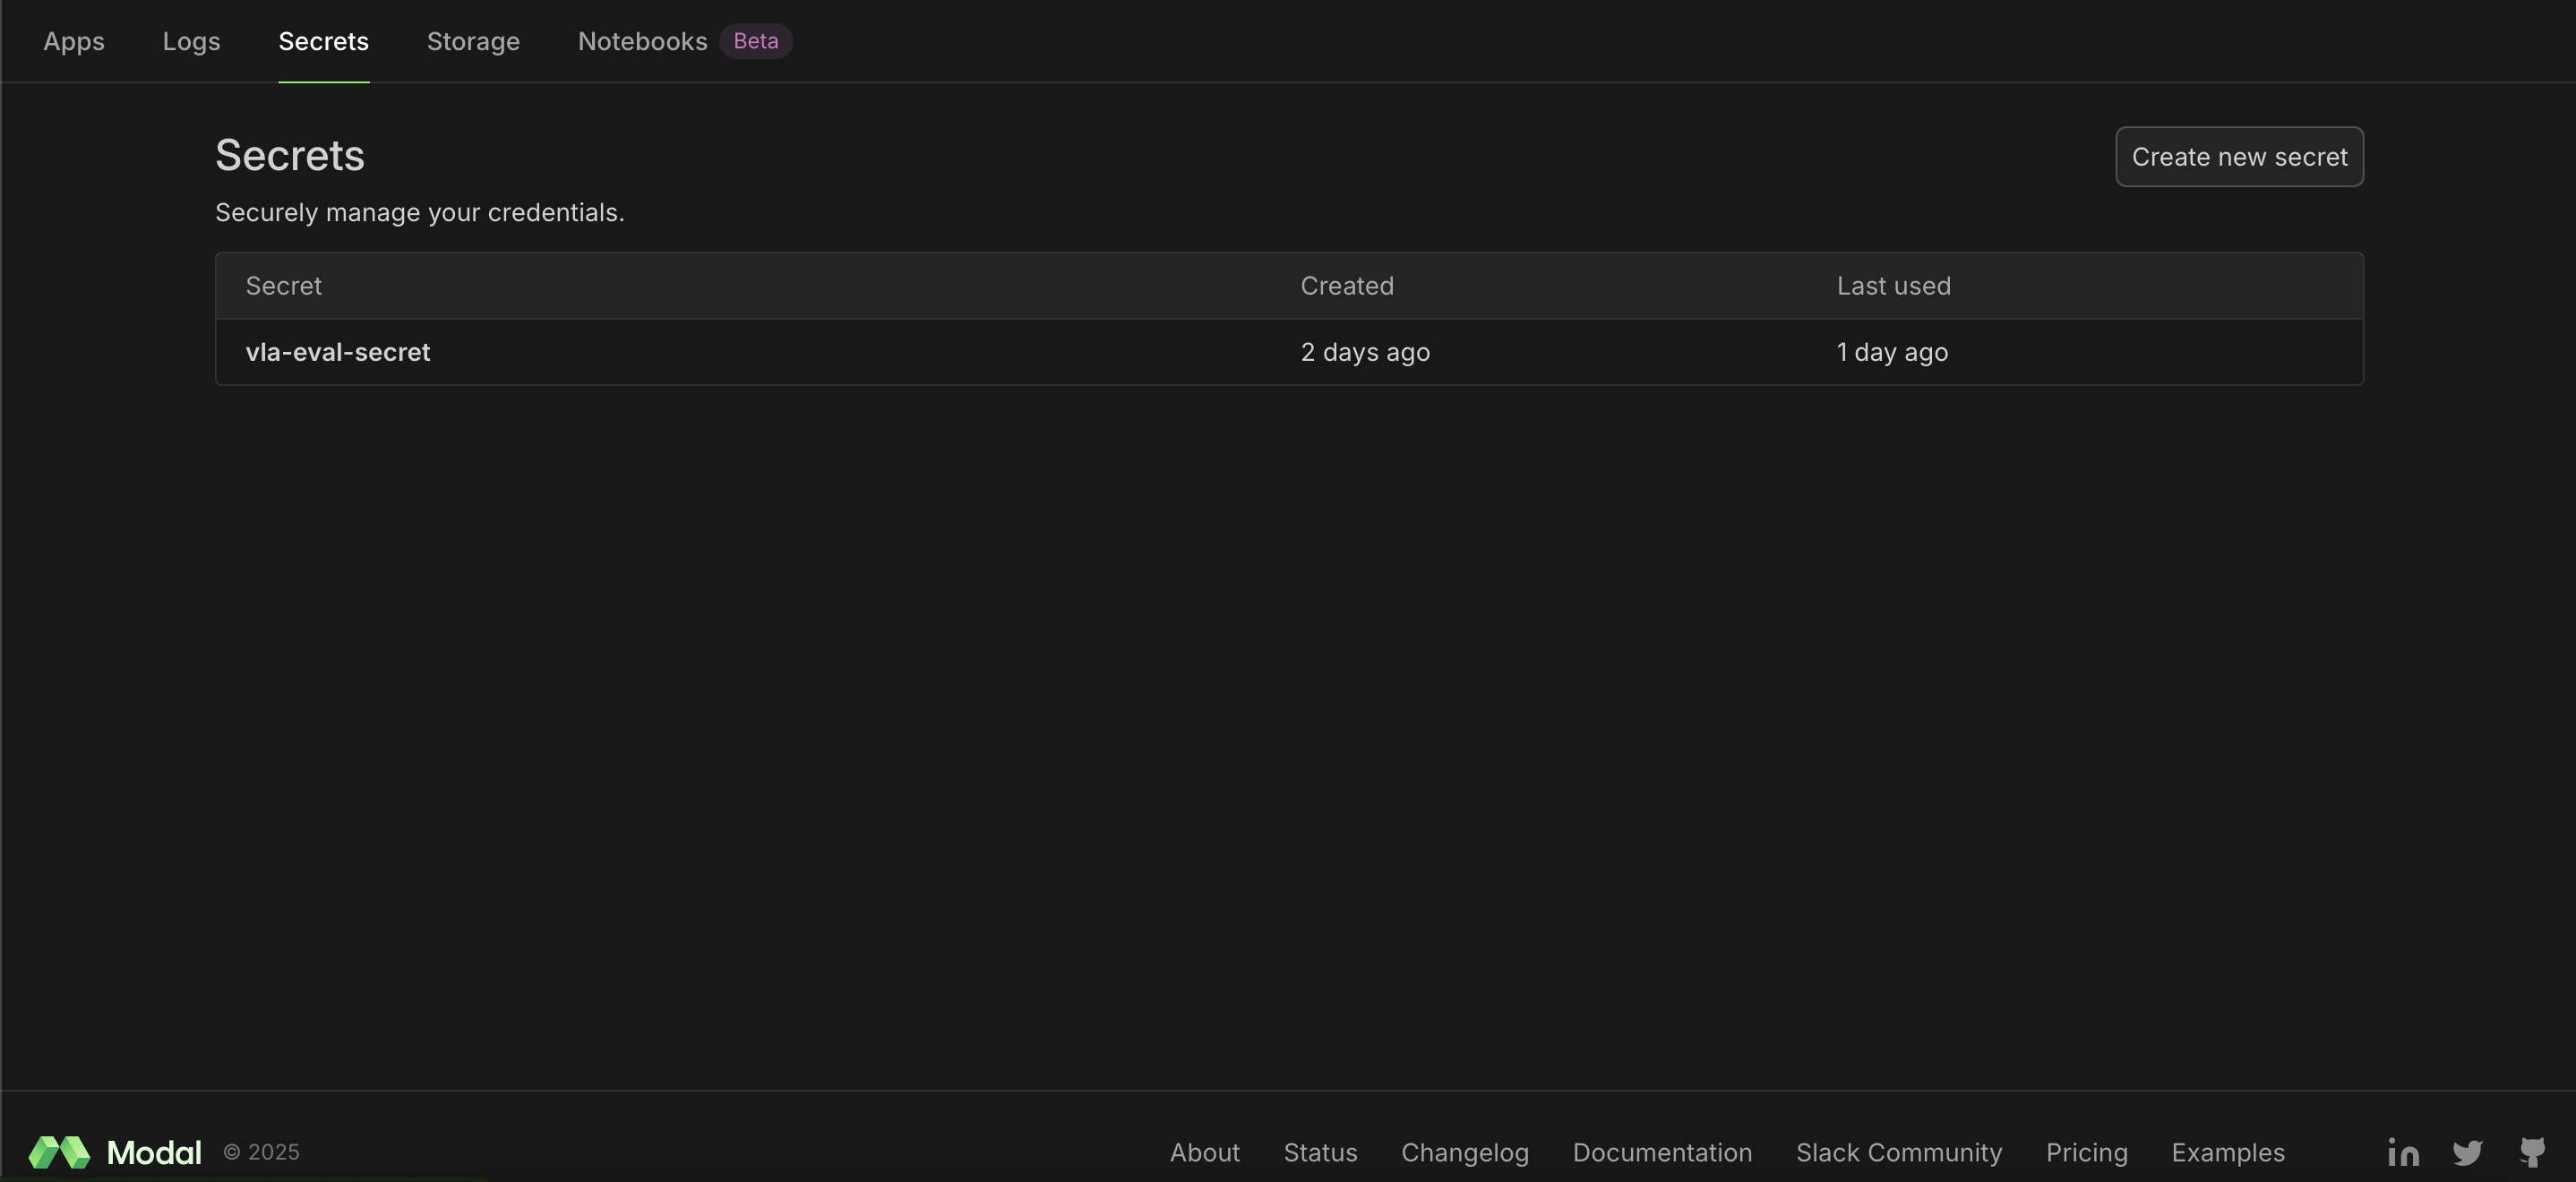 Apps Logs Secrets Storage Notebooks Beta
Secrets
Create new secret
Securely manage your credentials.
Secret Created Last used
vla-eval-secret 2 days ago 1 day ago
Modal © 2025 About Status Changelog Documentation Slack Community Pricing Examples in